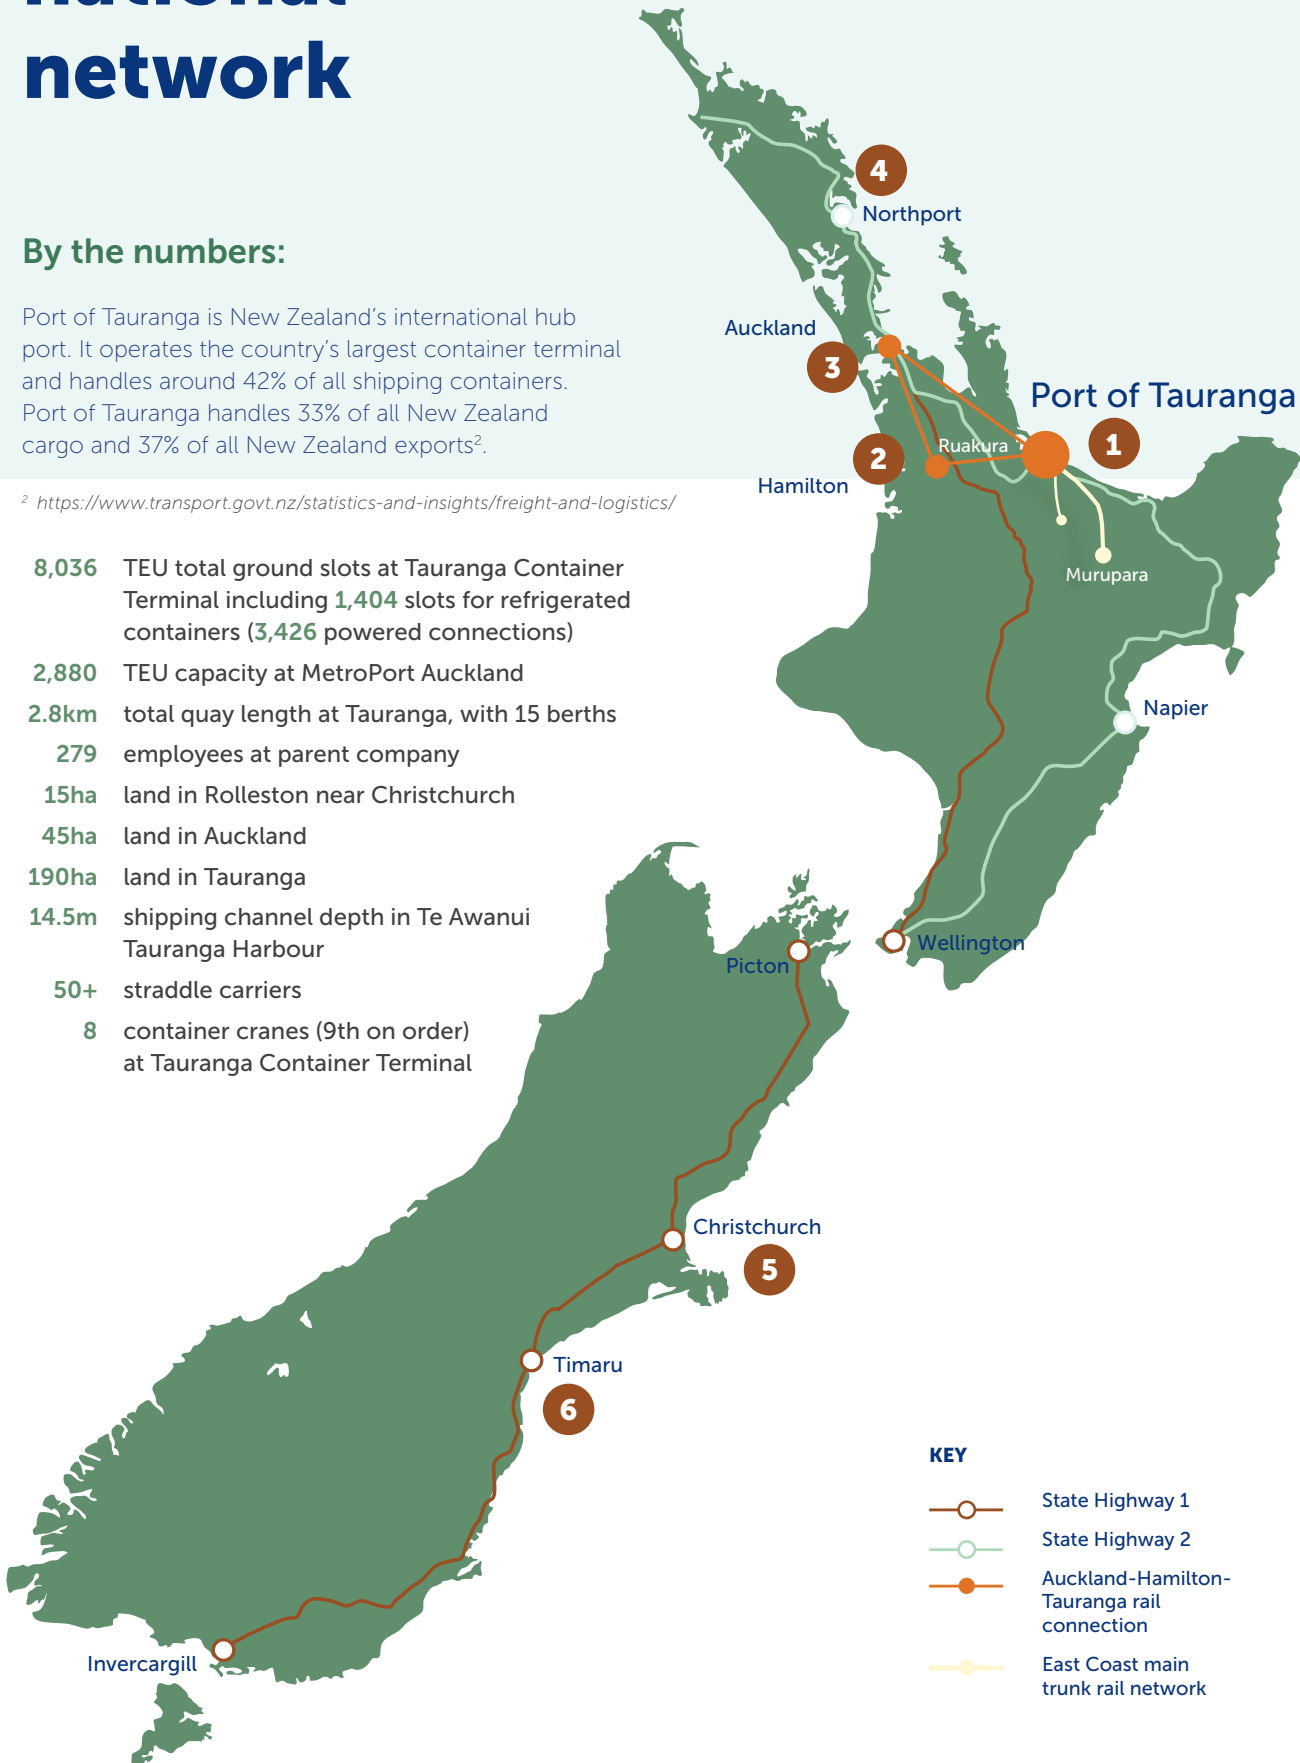 national
network
By the numbers:
Port of Tauranga is New Zealand’s international hub
port. It operates the country’s largest container terminal
and handles around 42% of all shipping containers.
Port of Tauranga handles 33% of all New Zealand
cargo and 37% of all New Zealand exports².
² https://www.transport.govt.nz/statistics-and-insights/freight-and-logistics/
8,036 TEU total ground slots at Tauranga Container
Terminal including 1,404 slots for refrigerated
containers (3,426 powered connections)
2,880 TEU capacity at MetroPort Auckland
2.8km total quay length at Tauranga, with 15 berths
279 employees at parent company
15ha land in Rolleston near Christchurch
45ha land in Auckland
190ha land in Tauranga
14.5m shipping channel depth in Te Awanui
Tauranga Harbour
50+ straddle carriers
8 container cranes (9th on order)
at Tauranga Container Terminal
4
Northport
Auckland
3
Port of Tauranga
1
Ruakura
2
Hamilton
Murupara
Napier
Wellington
Picton
Christchurch
5
Timaru
6
Invercargill
KEY
State Highway 1
State Highway 2
Auckland-Hamilton-
Tauranga rail
connection
East Coast main
trunk rail network